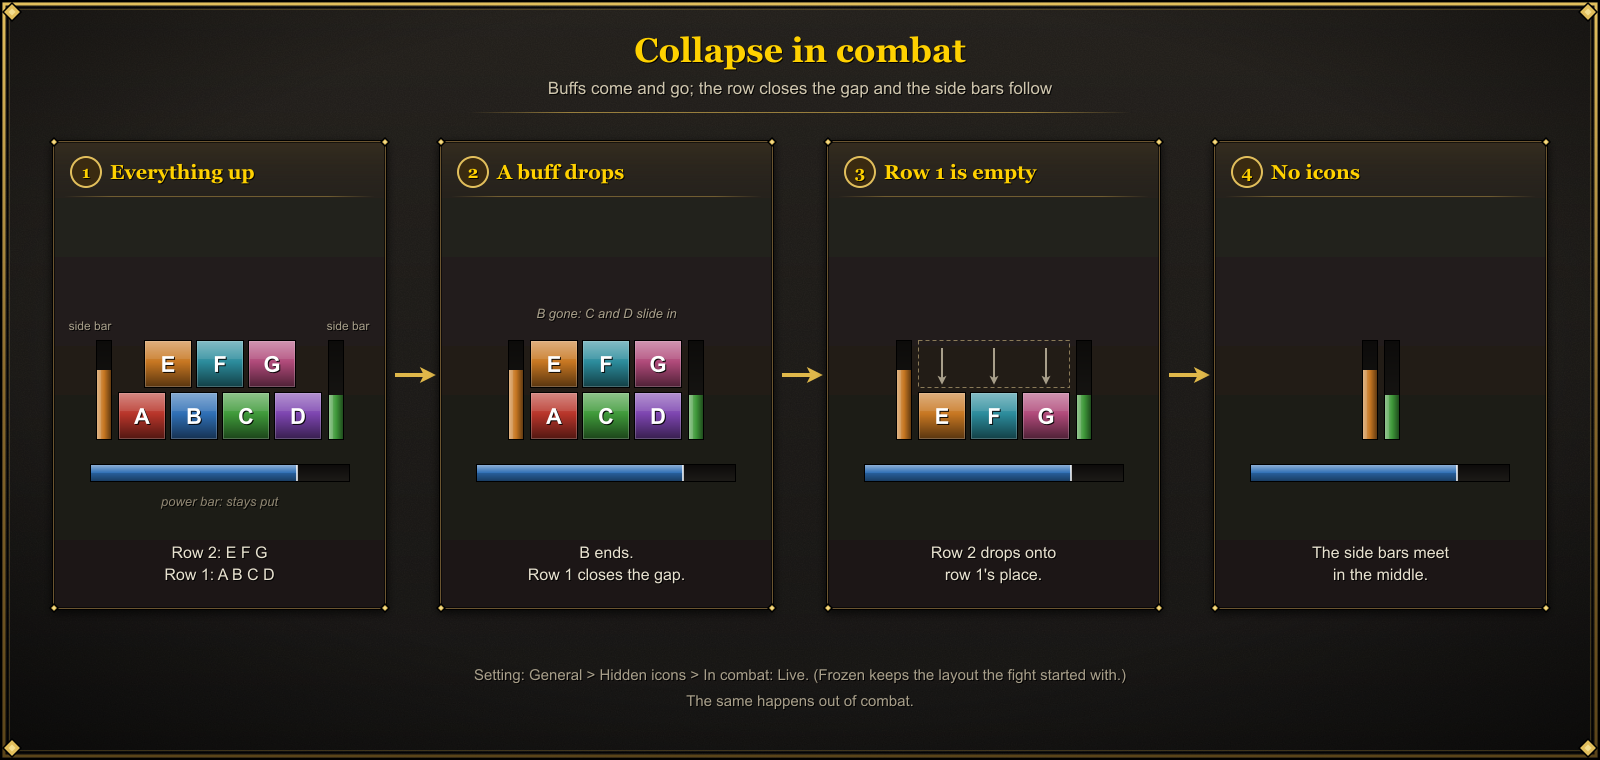 Collapse in combat
Buffs come and go; the row closes the gap and the side bars follow
1 Everything up
side bar
side bar
E F G
A B C D
power bar: stays put
Row 2: E F G
Row 1: A B C D
2 A buff drops
B gone: C and D slide in
E F G
A C D
B ends.
Row 1 closes the gap.
3 Row 1 is empty
E F G
Row 2 drops onto
row 1's place.
4 No icons
The side bars meet
in the middle.
Setting: General > Hidden icons > In combat: Live. (Frozen keeps the layout the fight started with.)
The same happens out of combat.